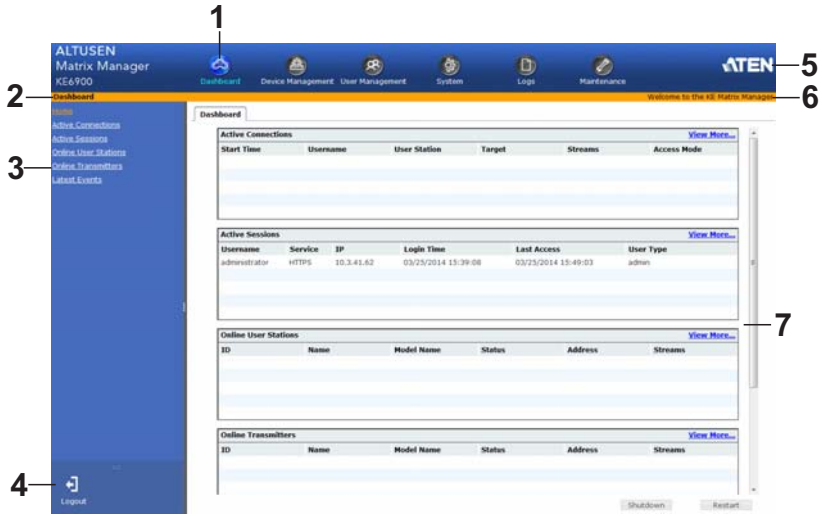 1
ALTUSEN
Matrix Manager
KE6900
Dashboard
Device Management
User Management
System
Logs
Maintenance
ATEN
5
2
Dashboard
Welcome to the KE Matrix Manager
6
Home
Active Connections
Active Sessions
Online User Stations
3
Online Transmitters
Latest Events
Dashboard
Active Connections View More...
Start Time Username User Station Target Streams Access Mode
Active Sessions View More...
Username Service IP Login Time Last Access User Type
administrator HTTPS 10.3.41.62 03/25/2014 15:39:08 03/25/2014 15:49:03 admin
7
Online User Stations View More...
ID Name Model Name Status Address Streams
Online Transmitters View More...
ID Name Model Name Status Address Streams
4
Logout
Shutdown Restart